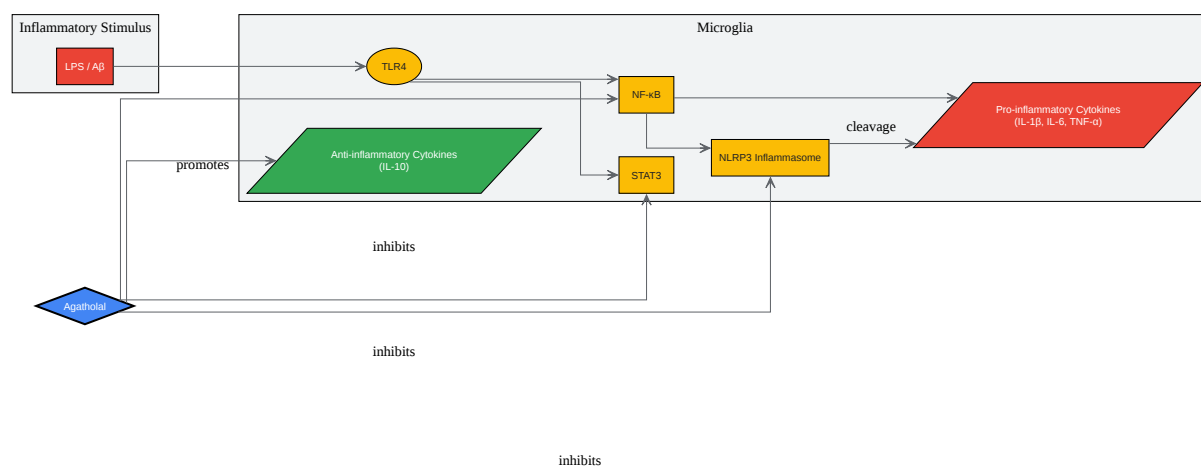 Inflammatory Stimulus
Microglia
LPS / Aβ
TLR4
NF-κB
Pro-inflammatory Cokines
(IL-1β, IL-6, TNF-α)
cleavage
Anti-inflammatory Cytokines
(IL-10)
promotes
NLRP3 Inflammasome
STAT3
inhibits
Agatholal
inhibits
inhibits